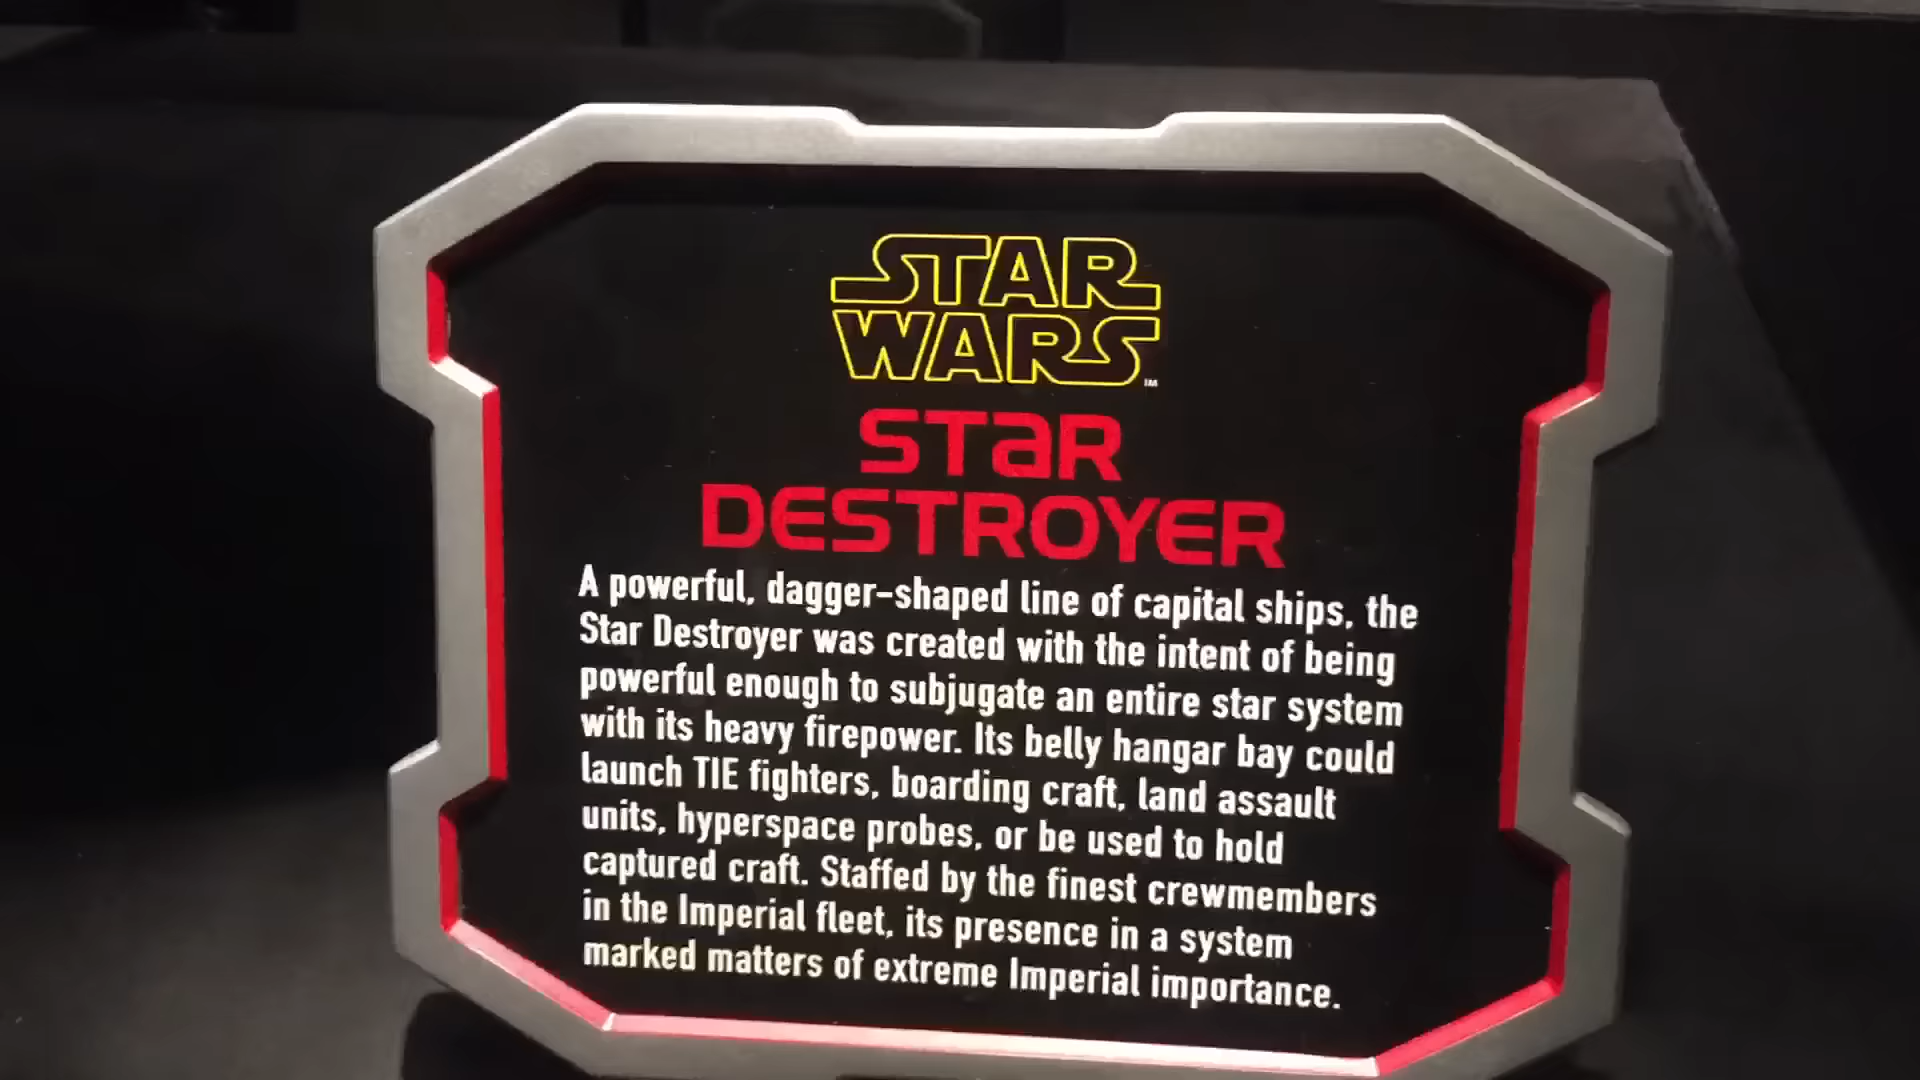 STAR
WARS
TM
STAR
DESTROYER
A powerful, dagger-shaped line of capital ships, the
Star Destroyer was created with the intent of being
powerful enough to subjugate an entire star system
with its heavy firepower. Its belly hangar bay could
launch TIE fighters, boarding craft, land assault
units, hyperspace probes, or be used to hold
captured craft. Staffed by the finest crewmembers
in the Imperial fleet, its presence in a system
marked matters of extreme Imperial importance.